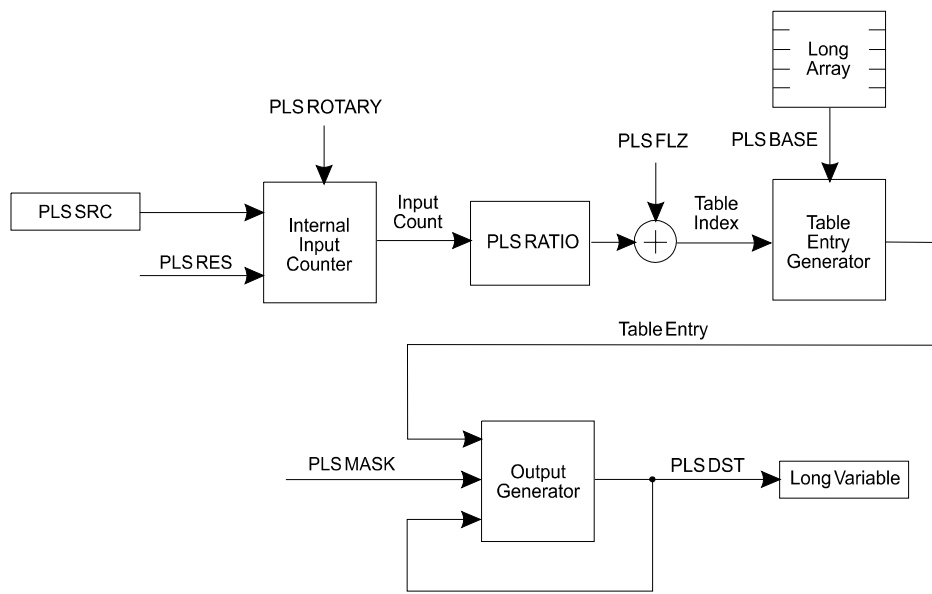 Long
Array
PLS ROTARY
PLS FLZ
PLS BASE
PLS SRC
Internal
Input
Counter
Input
Count
PLS RATIO
Table
Index
Table
Entry
Generator
PLS RES
Table Entry
PLS MASK
Output
Generator
PLS DST
Long Variable